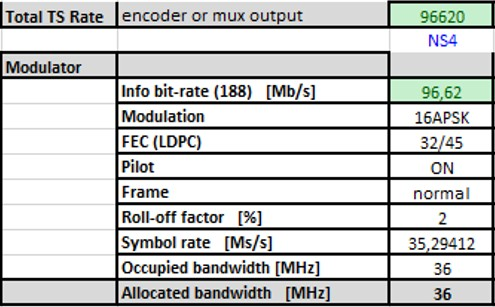 Total TS Rate encoder or mux output 96620
NS4
Modulator
Info bit-rate (188) [Mb/s] 96,62
Modulation 16APSK
FEC (LDPC) 32/45
Pilot ON
Frame normal
Roll-off factor [%] 2
Symbol rate [Ms/s] 35,29412
Occupied bandwidth [MHz] 36
Allocated bandwidth [MHz] 36